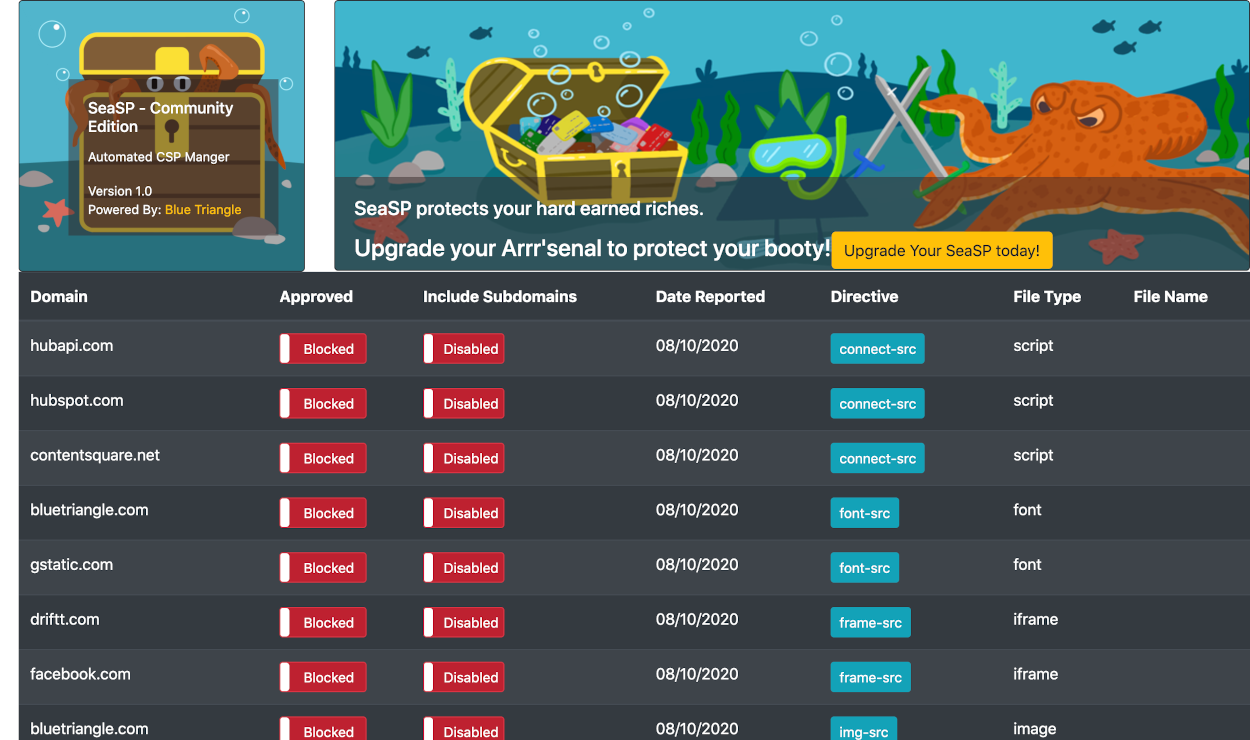 SeaSP - Community
Edition
Automated CSP Manger
Version 1.0
Powered By: Blue Triangle
SeaSP protects your hard earned riches.
Upgrade your Arrr'senal to protect your booty! Upgrade Your SeaSP today!
Domain Approved Include Subdomains Date Reported Directive File Type File Name
hubapi.com Blocked Disabled 08/10/2020 connect-src script
hubspot.com Blocked Disabled 08/10/2020 connect-src script
contentsquare.net Blocked Disabled 08/10/2020 connect-src script
bluetriangle.com Blocked Disabled 08/10/2020 font-src font
gstatic.com Blocked Disabled 08/10/2020 font-src font
driftt.com Blocked Disabled 08/10/2020 frame-src iframe
facebook.com Blocked Disabled 08/10/2020 frame-src iframe
bluetriangle.com Blocked Disabled 08/10/2020 img-src image